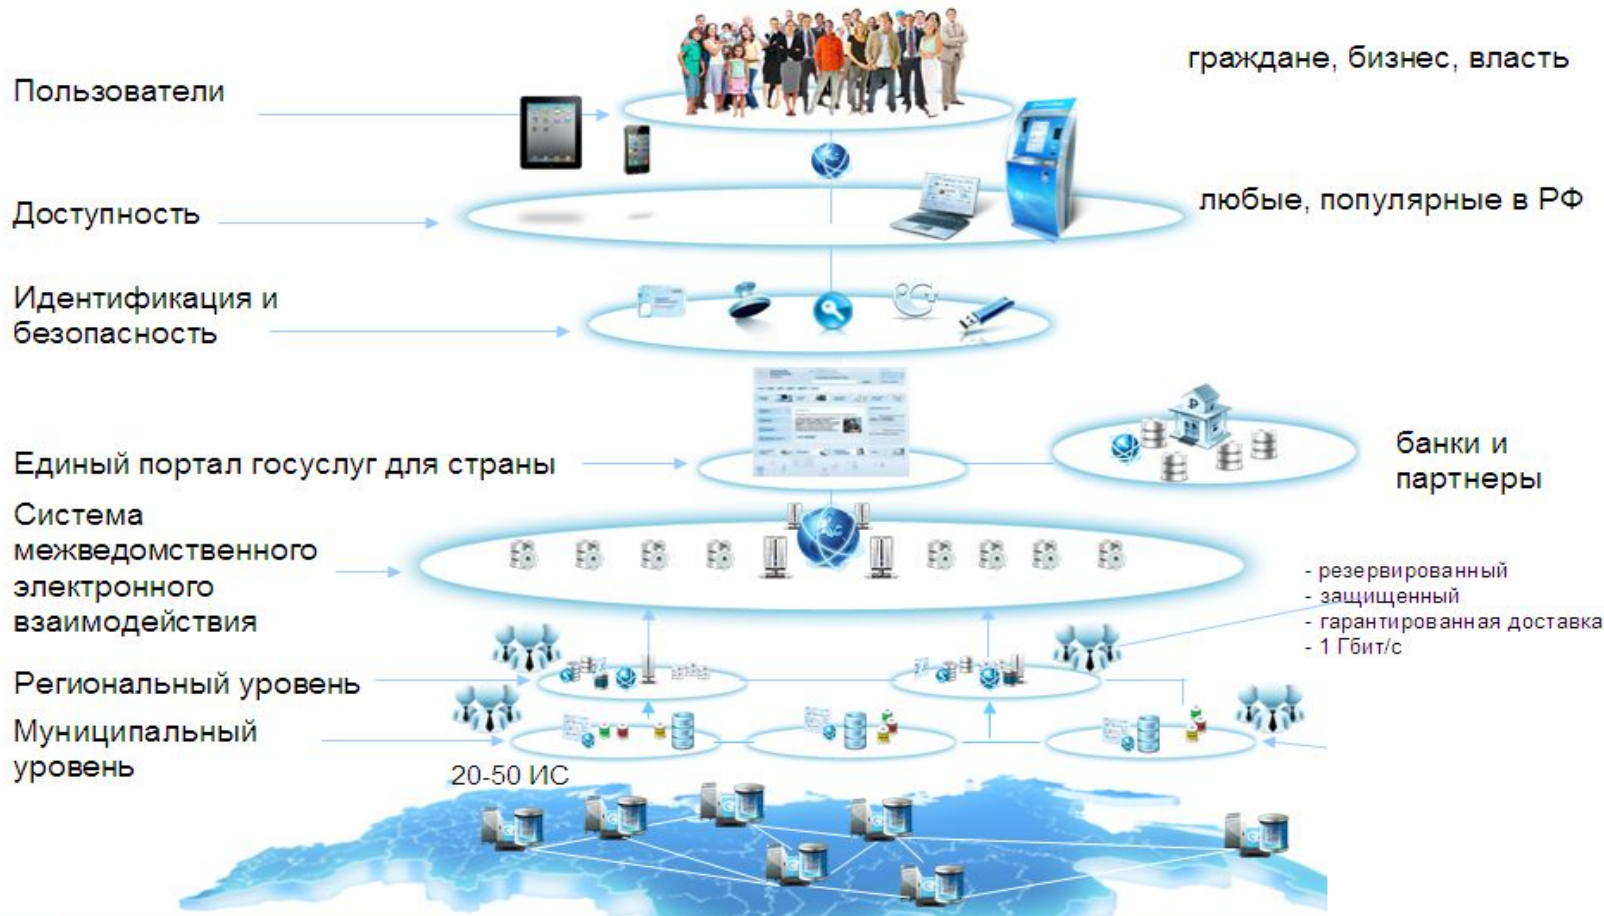 граждане, бизнес, власть
Пользователи
любые, популярные в РФ
Доступность
Идентификация и
безопасность
Единый портал госуслуг для страны
банки и
партнеры
Система
межведомственного
электронного
взаимодействия
- резервированный
- защищенный
- гарантированная доставка
- 1 Гбит/с
Региональный уровень
Муниципальный
уровень
20-50 ИС